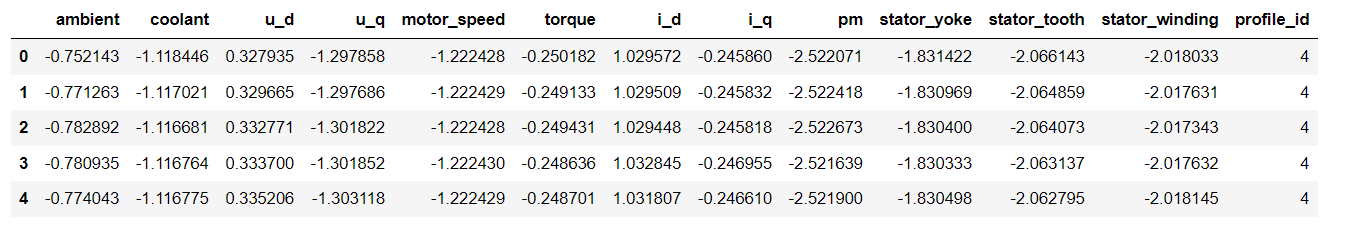 ambient coolant u_d u_q motor_speed torque i_d i_q pm stator_yoke stator_tooth stator_winding profile_id
0 -0.752143 -1.118446 0.327935 -1.297858 -1.222428 -0.250182 1.029572 -0.245860 -2.522071 -1.831422 -2.066143 -2.018033 4
1 -0.771263 -1.117021 0.329665 -1.297686 -1.222429 -0.249133 1.029509 -0.245832 -2.522418 -1.830969 -2.064859 -2.017631 4
2 -0.782892 -1.116681 0.332771 -1.301822 -1.222428 -0.249431 1.029448 -0.245818 -2.522673 -1.830400 -2.064073 -2.017343 4
3 -0.780935 -1.116764 0.333700 -1.301852 -1.222430 -0.248636 1.032845 -0.246955 -2.521639 -1.830333 -2.063137 -2.017632 4
4 -0.774043 -1.116775 0.335206 -1.303118 -1.222429 -0.248701 1.031807 -0.246610 -2.521900 -1.830498 -2.062795 -2.018145 4